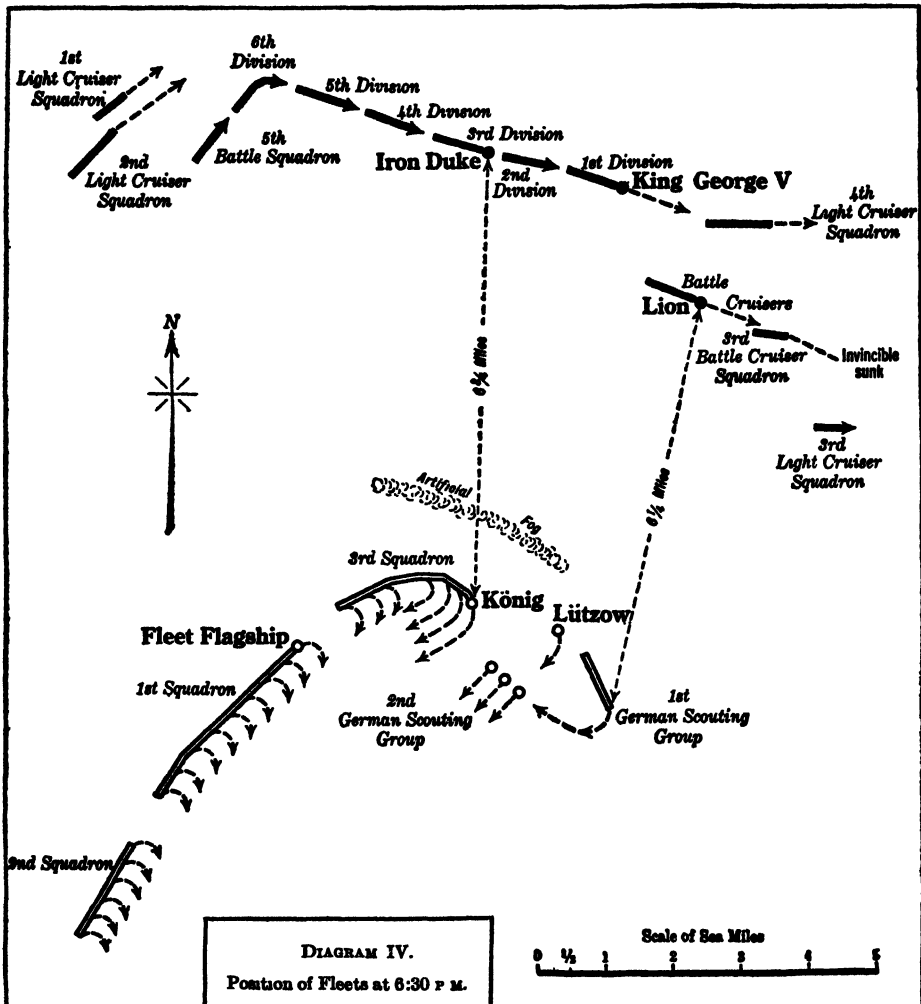 6th
Division
1st
Light Cruiser
Squadron
5th Division
4th Division
3rd Division
5th
Battle Squadron
2nd
Light Cruiser
Squadron
Iron Duke
2nd
Division
1st Division
King George V
4th
Light Cruiser
Squadron
Battle
Cruisers
Lion
3rd
Battle Cruiser
Squadron
Invincible
sunk
N
3rd
Light Cruiser
Squadron
Miles
6½ Miles
Artificial
Fog
3rd Squadron
König
Lützow
Fleet Flagship
1st Squadron
2nd
German Scouting
Group
1st
German Scouting
Group
2nd Squadron
DIAGRAM IV.
Position of Fleets at 6:30 P M.
Scale of Sea Miles
0 ½ 1 2 3 4 5